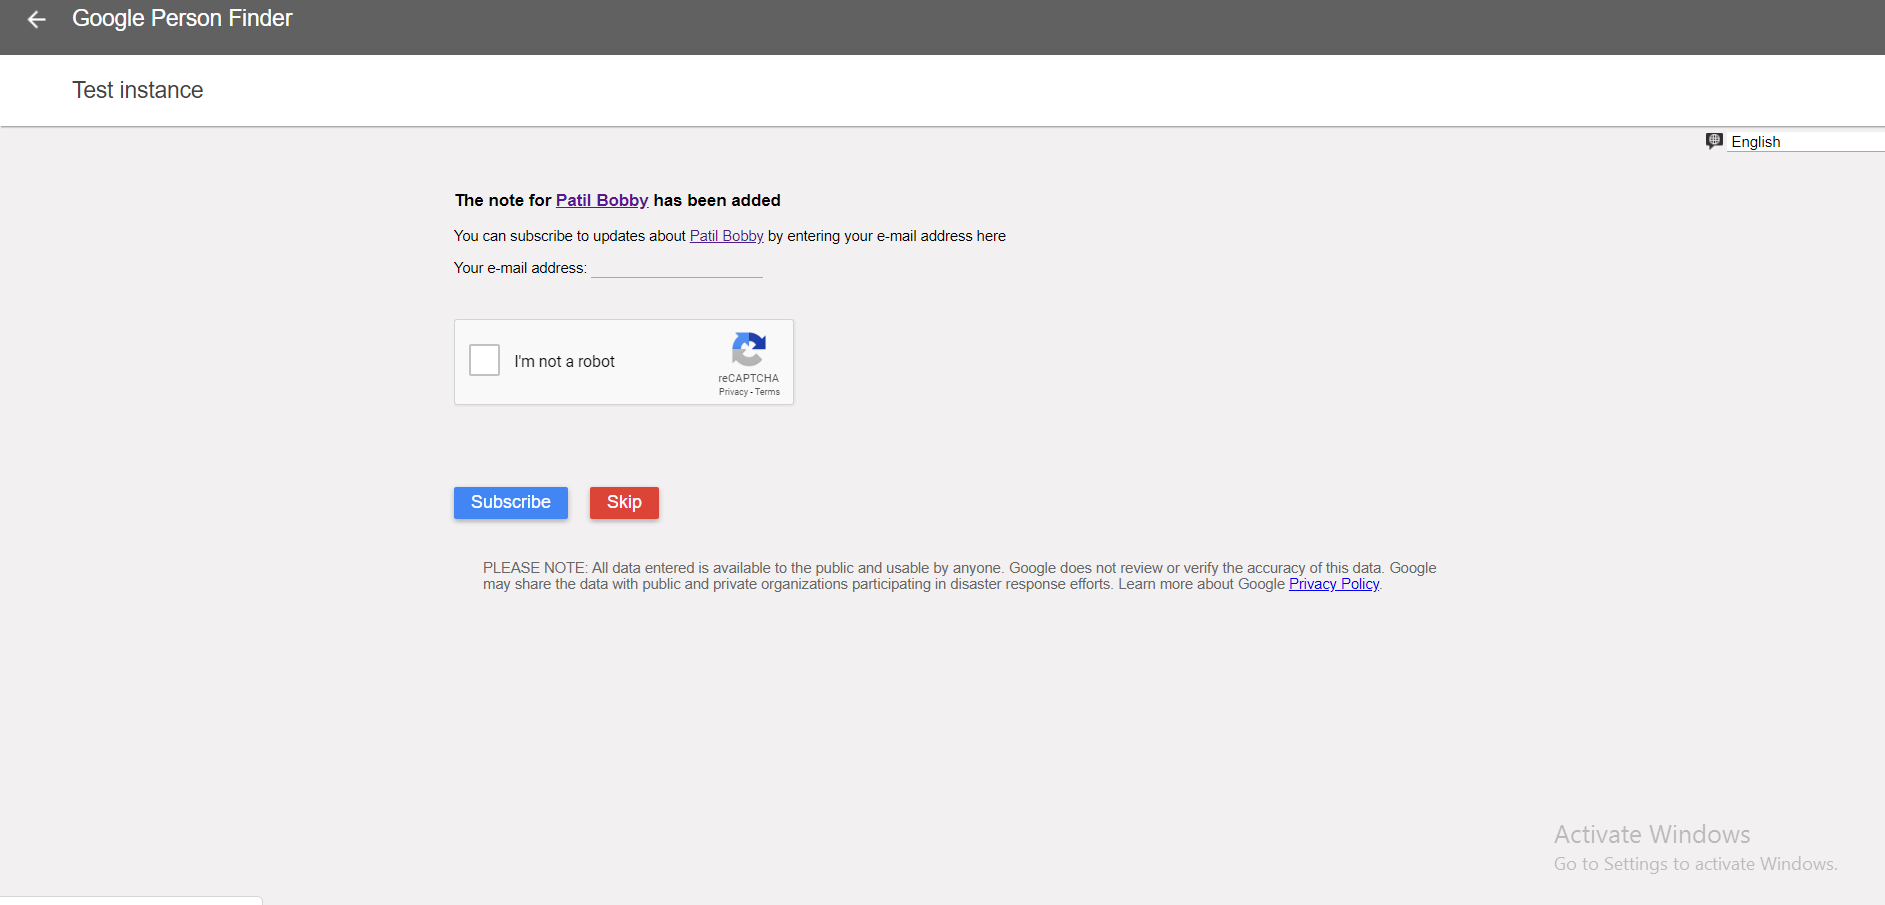 Google Person Finder
Test instance
English
The note for Patil Bobby has been added
You can subscribe to updates about Patil Bobby by entering your e-mail address here
Your e-mail address:
I'm not a robot
reCAPTCHA
Privacy - Terms
Subscribe Skip
PLEASE NOTE: All data entered is available to the public and usable by anyone. Google does not review or verify the accuracy of this data. Google
may share the data with public and private organizations participating in disaster response efforts. Learn more about Google Privacy Policy.
Activate Windows
Go to Settings to activate Windows.